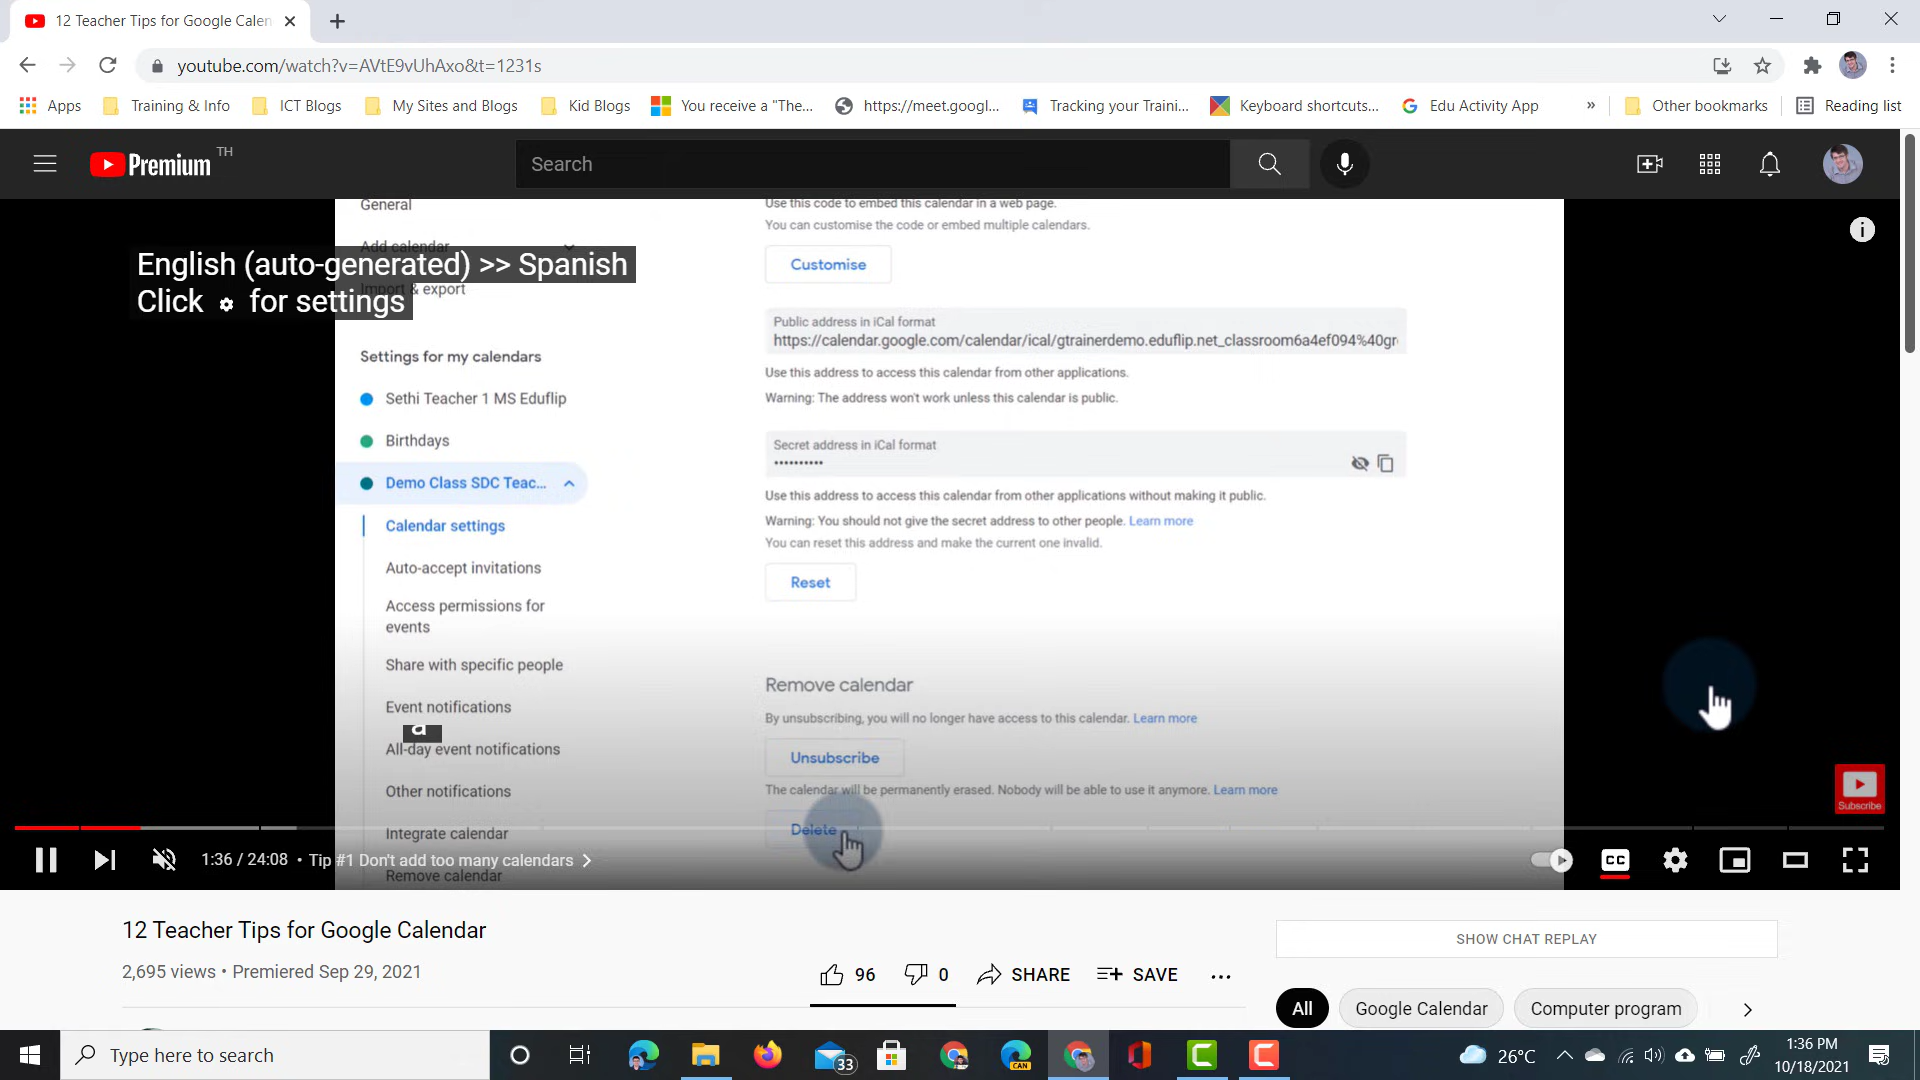 12 Teacher Tips for Google Calen
youtube.com/watch?v=AVtE9vUhAxo&t=1231s
Apps
Training & Info
ICT Blogs
My Sites and Blogs
Kid Blogs
You receive a "The...
https://meet.googl...
Tracking your Traini...
Keyboard shortcuts...
Edu Activity App
»
Other bookmarks
Reading list
Premium TH
Search
General
Use this code to embed this calendar in a web page.
You can customise the code or embed multiple calendars.
Add calendar
English (auto-generated) >> Spanish
Customise
Click for settings
& export
Public address in iCal format
https://calendar.google.com/calendar/ical/gtrainerdemo.eduflip.net_classroom6a4ef094%40gr
Settings for my calendars
Use this address to access this calendar from other applications.
Sethi Teacher 1 MS Eduflip
Warning: The address won't work unless this calendar is public.
Birthdays
Secret address in iCal format
••••••••••
Demo Class SDC Teac...
Use this address to access this calendar from other applications without making it public.
Calendar settings
Warning: You should not give the secret address to other people. Learn more
You can reset this address and make the current one invalid.
Auto-accept invitations
Reset
Access permissions for
events
Share with specific people
Remove calendar
Event notifications
By unsubscribing, you will no longer have access to this calendar. Learn more
a
All-day event notifications
Unsubscribe
Other notifications
The calendar will be permanently erased. Nobody will be able to use it anymore. Learn more
Subscribe
Integrate calendar
Delete
1:36 / 24:08 • Tip #1 Don't add too many calendars
CC
Remove calendar
12 Teacher Tips for Google Calendar
2,695 views • Premiered Sep 29, 2021
96
0
SHARE
SAVE
SHOW CHAT REPLAY
All
Google Calendar
Computer program
Type here to search
33
CAN
26°C
1:36 PM
10/18/2021